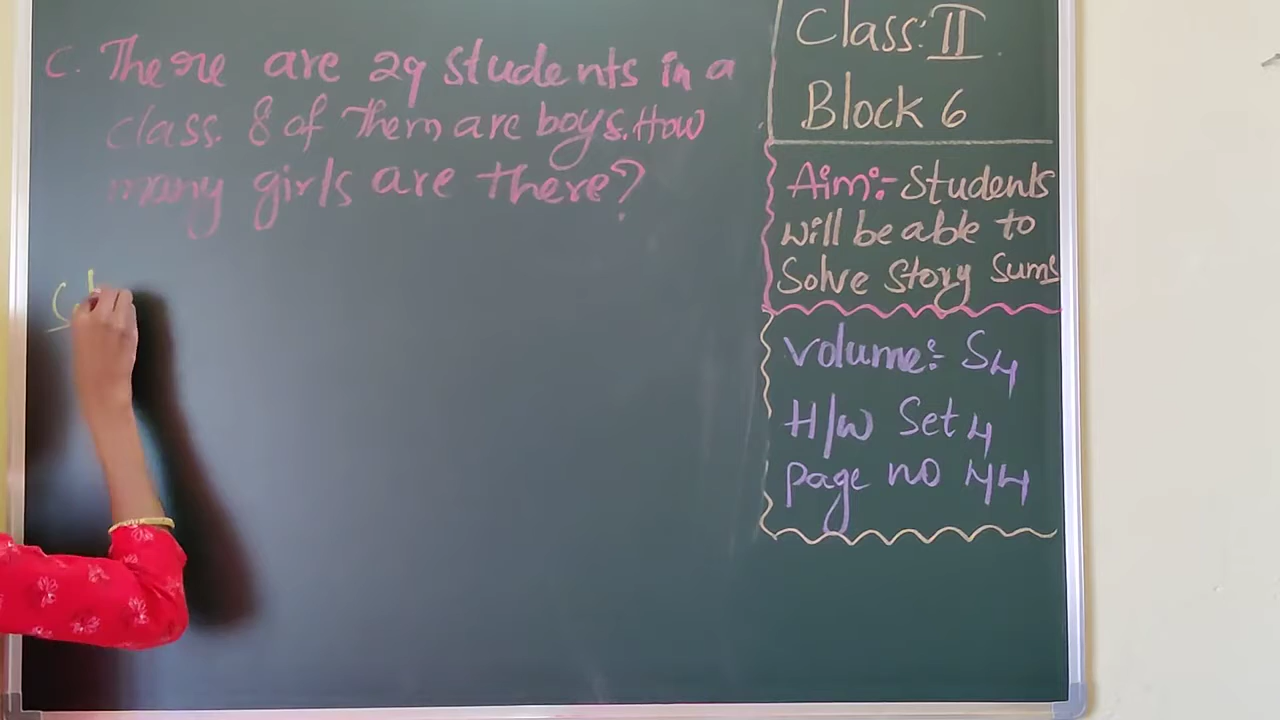 C. There are 29 students in a
class. 8 of Them are boys. How
many girls are there?
Class: II
Block 6
Aim:- Students
will be able to
Solve Story Sums
Volume:- S4
H/W Set 4
page no 44